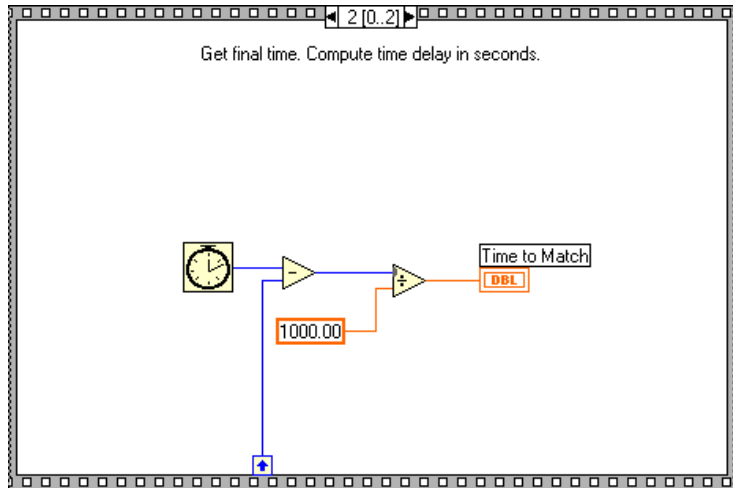 2 [0..2]
Get final time. Compute time delay in seconds.
Time to Match
DBL
1000.00